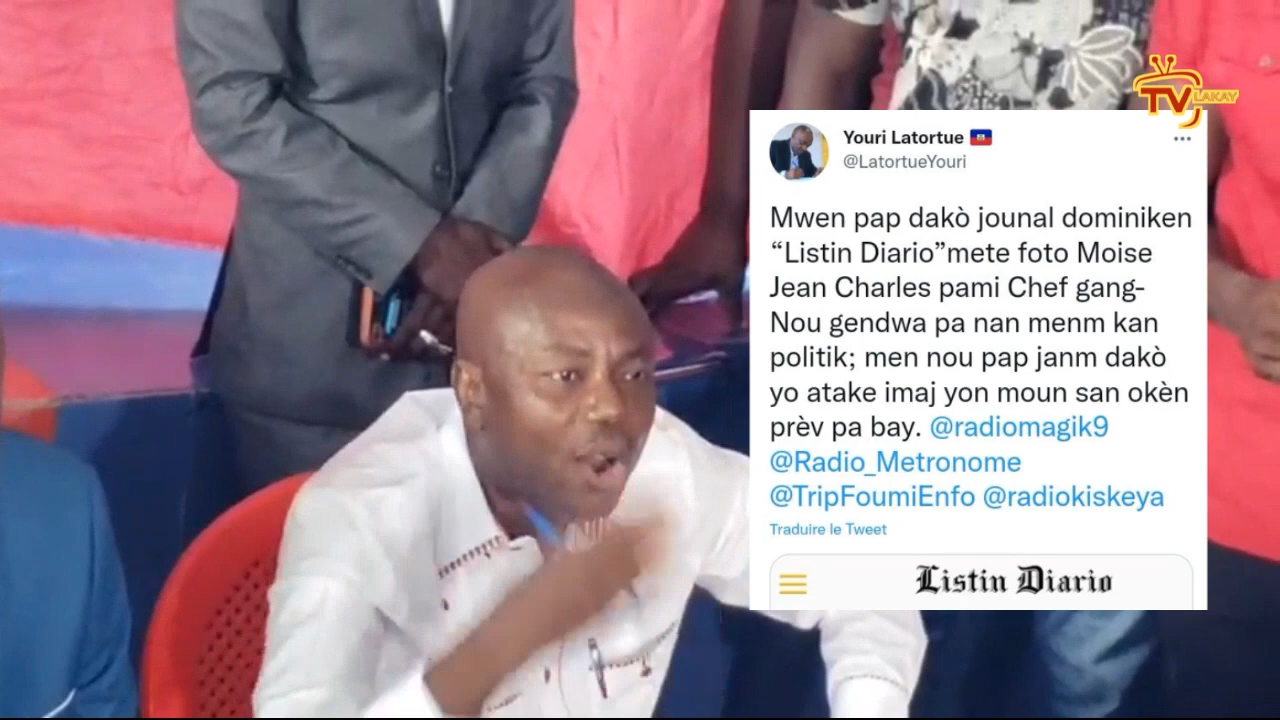 TV LAKAY
Youri Latortue
@LatortueYouri
Mwen pap dakò jounal dominiken
“Listin Diario”mete foto Moise
Jean Charles pami Chef gang-
Nou gendwa pa nan menm kan
politik; men nou pap janm dakò
yo atake imaj yon moun san okèn
prèv pa bay. @radiomagik9
@Radio_Metronome
@TripFoumiEnfo @radiokiskeya
Traduire le Tweet
Listin Diario